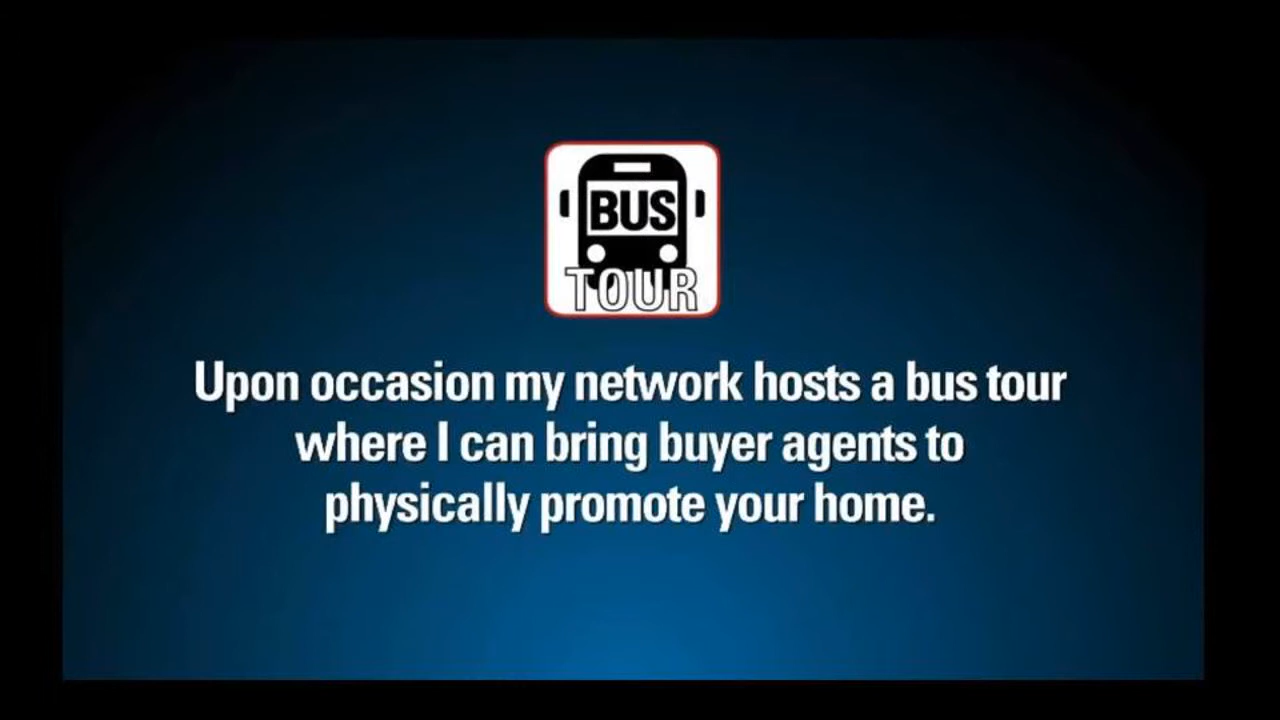 BUS
TOUR
Upon occasion my network hosts a bus tour
where I can bring buyer agents to
physically promote your home.